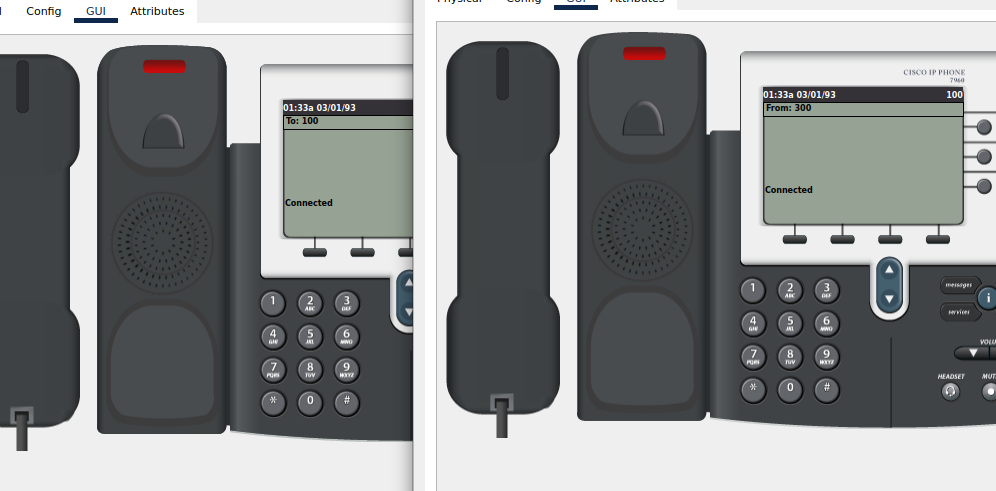 Config GUI Attributes
01:33a 03/01/93
To: 100
Connected
1 2 ABC 3 DEF
4 GHI 5 JKL 6 MNO
7 PQRS 8 TUV 9 WXYZ
* 0 #
Physical Config GUI Attributes
CISCO IP PHONE
7960
01:33a 03/01/93 100
From: 300
Connected
1 2 ABC 3 DEF
4 GHI 5 JKL 6 MNO
7 PQRS 8 TUV 9 WXYZ
* 0 #
messages
i
services
VOLU
HEADSET MUT